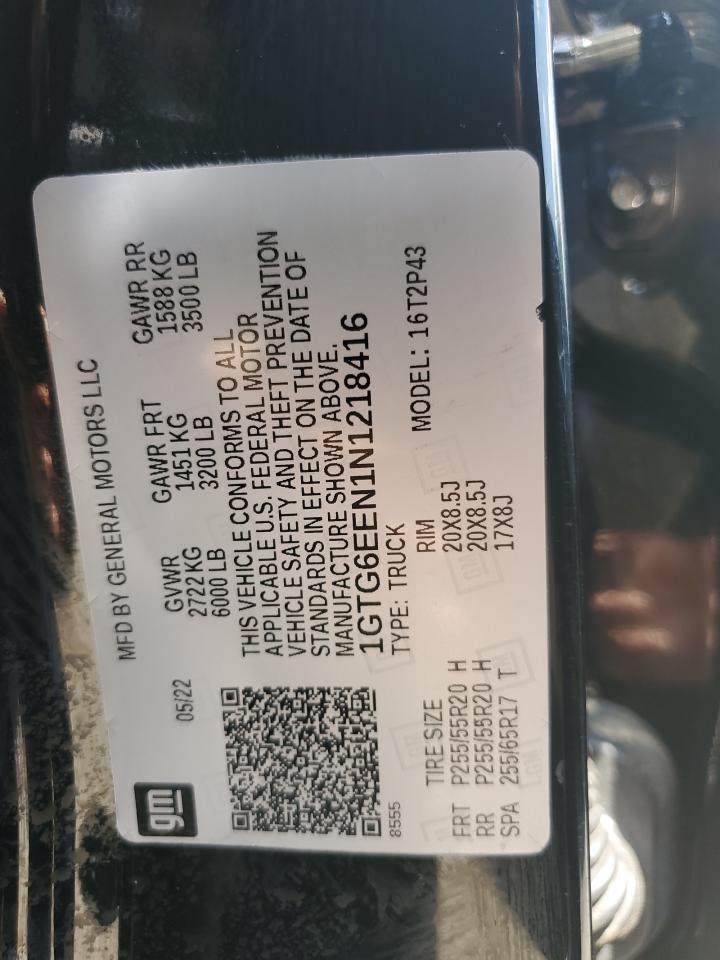 gm
MFD BY GENERAL MOTORS LLC
05/22
GVWR GAWR FRT GAWR RR
2722 KG 1451 KG 1588 KG
6000 LB 3200 LB 3500 LB
THIS VEHICLE CONFORMS TO ALL
APPLICABLE U.S. FEDERAL MOTOR
VEHICLE SAFETY AND THEFT PREVENTION
STANDARDS IN EFFECT ON THE DATE OF
MANUFACTURE SHOWN ABOVE.
1GTG6EEN1N1218416
8555
TYPE: TRUCK MODEL: 16T2P43
TIRE SIZE RIM
FRT P255/55R20 H 20X8.5J
RR P255/55R20 H 20X8.5J
SPA 255/65R17 T 17X8J